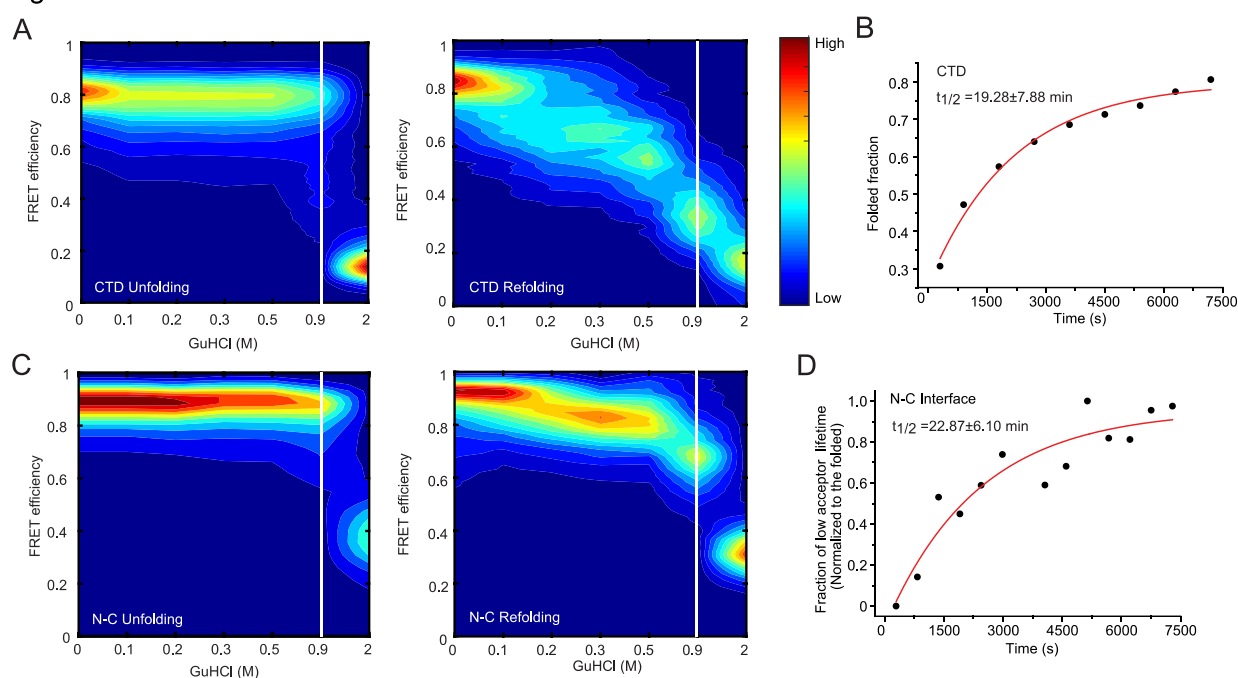 A
1
0.8
0.6
0.4
0.2
0
FRET efficiency
CTD Unfolding
0 0.1 0.2 0.3 0.5 0.9 2
GuHCl (M)
1
0.8
0.6
0.4
0.2
0
FRET efficiency
CTD Refolding
0 0.1 0.2 0.3 0.5 0.9 2
GuHCl (M)
High
Low
B
CTD
t1/2 =19.28±7.88 min
0.8
0.7
0.6
0.5
0.4
0.3
Folded fraction
0 1500 3000 4500 6000 7500
Time (s)
C
1
0.8
0.6
0.4
0.2
0
FRET efficiency
N-C Unfolding
0 0.1 0.2 0.3 0.5 0.9 2
GuHCl (M)
1
0.8
0.6
0.4
0.2
0
FRET efficiency
N-C Refolding
0 0.1 0.2 0.3 0.5 0.9 2
GuHCl (M)
D
N-C Interface
t1/2 =22.87±6.10 min
1.0
0.8
0.6
0.4
0.2
0
Fraction of low acceptor lifetime
(Normalized to the folded)
0 1500 3000 4500 6000 7500
Time (s)